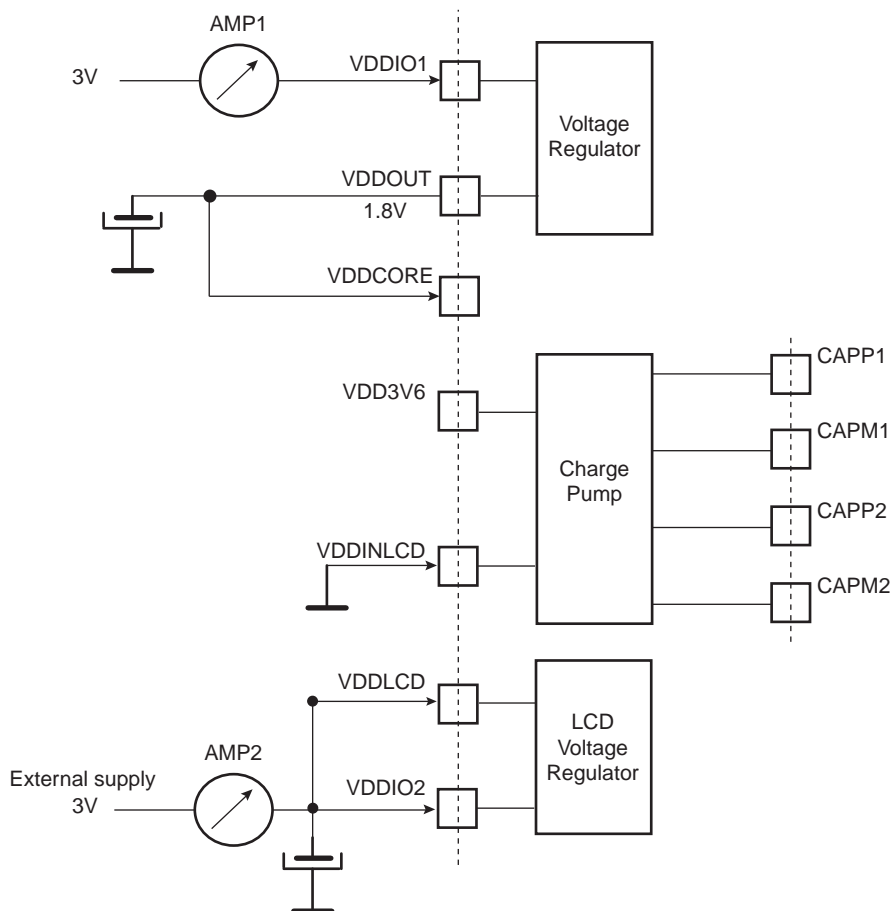 AMP1
3V
VDDIO1
Voltage
Regulator
VDDOUT
1.8V
VDDCORE
VDD3V6
Charge
Pump
CAPP1
CAPM1
CAPP2
CAPM2
VDDINLCD
VDDLCD
LCD
Voltage
Regulator
AMP2
External supply
3V
VDDIO2